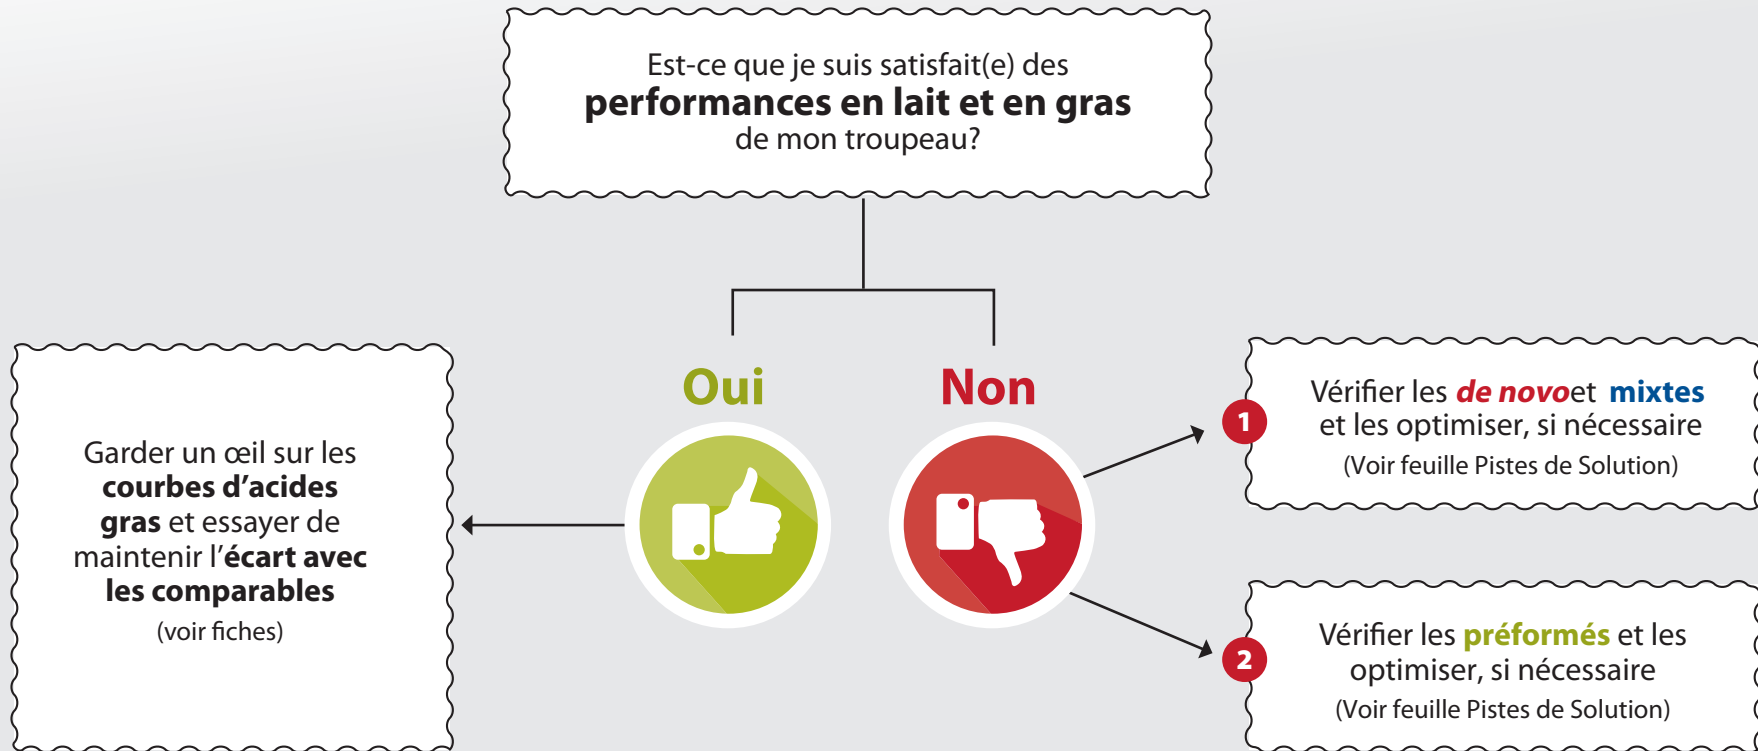 Est-ce que je suis satisfait(e) des
performances en lait et en gras
de mon troupeau?
Oui
Non
Garder un œil sur les
courbes d’acides
gras et essayer de
maintenir l’écart avec
les comparables
(voir fiches)
1
Vérifier les de novoet mixtes
et les optimiser, si nécessaire
(Voir feuille Pistes de Solution)
2
Vérifier les préformés et les
optimiser, si nécessaire
(Voir feuille Pistes de Solution)